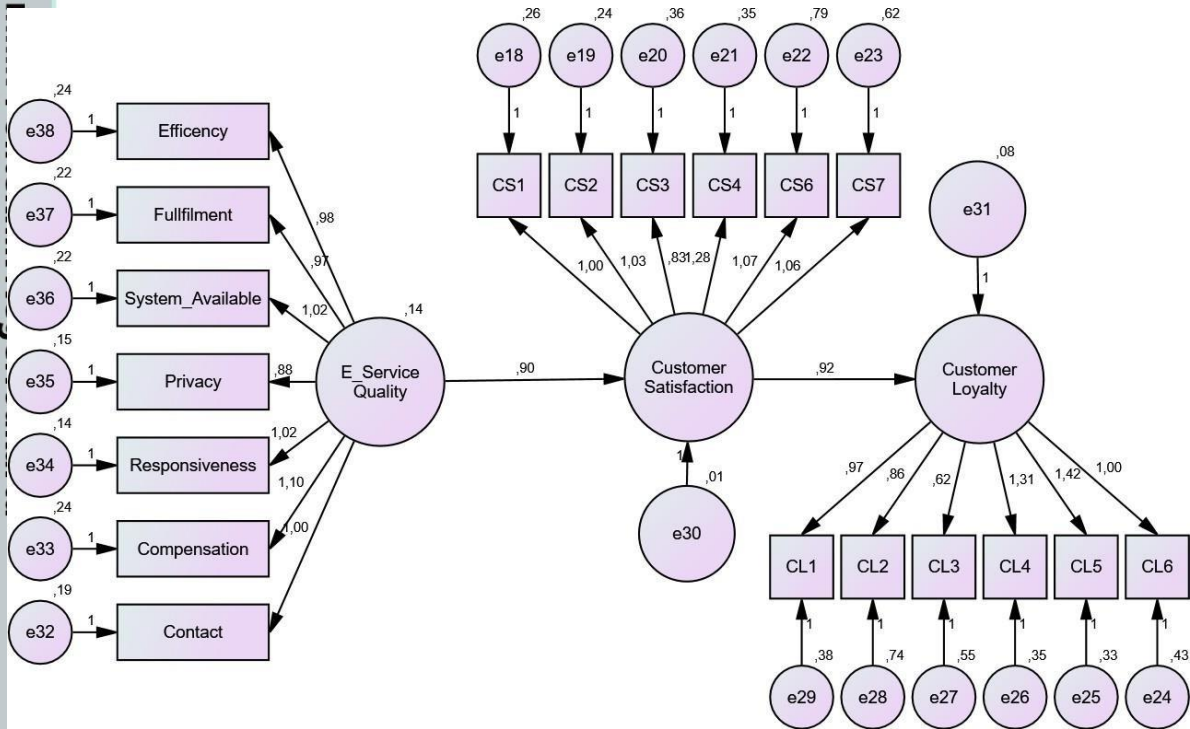 ,26
,24
,36
,35
,79
,62
e18
e19
e20
e21
e22
e23
1
1
1
1
1
1
CS1
CS2
CS3
CS4
CS6
CS7
1,00
1,03
,83
1,28
1,07
1,06
,24
e38
1
Efficency
,22
e37
1
Fullfilment
,22
e36
1
System_Available
,15
e35
1
Privacy
,14
e34
1
Responsiveness
,24
e33
1
Compensation
,19
e32
1
Contact
,98
,97
1,02
,88
1,02
1,10
1,00
,14
E_Service
Quality
,90
Customer
Satisfaction
1
,01
e30
,92
,08
e31
1
Customer
Loyalty
,97
,86
,62
1,31
1,42
1,00
CL1
CL2
CL3
CL4
CL5
CL6
1
1
1
1
1
1
,38
,74
,55
,35
,33
,43
e29
e28
e27
e26
e25
e24